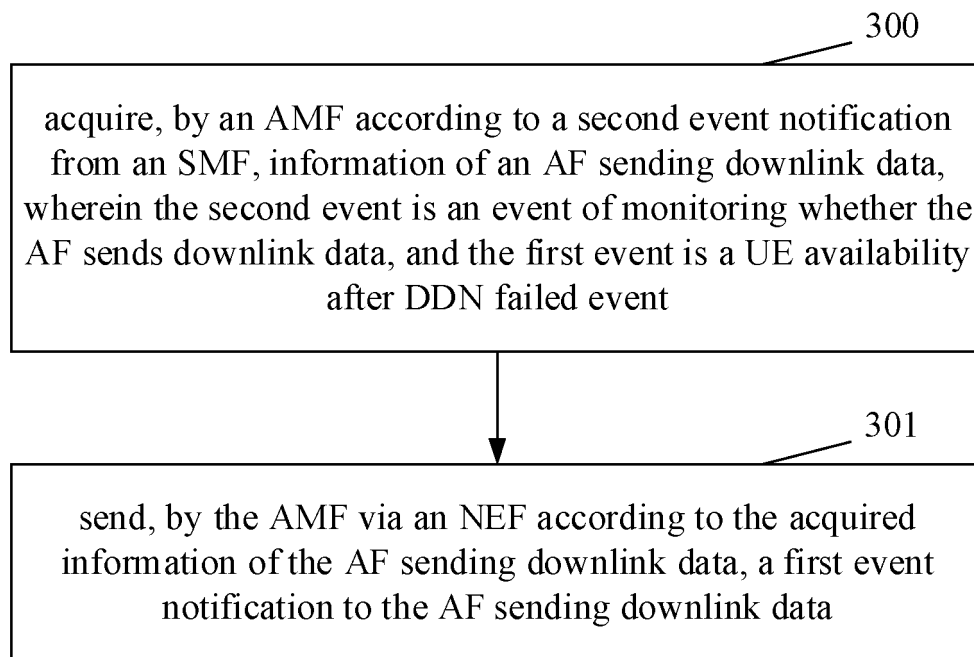 300
acquire, by an AMF according to a second event notification
from an SMF, information of an AF sending downlink data,
wherein the second event is an event of monitoring whether the
AF sends downlink data, and the first event is a UE availability
after DDN failed event
301
send, by the AMF via an NEF according to the acquired
information of the AF sending downlink data, a first event
notification to the AF sending downlink data